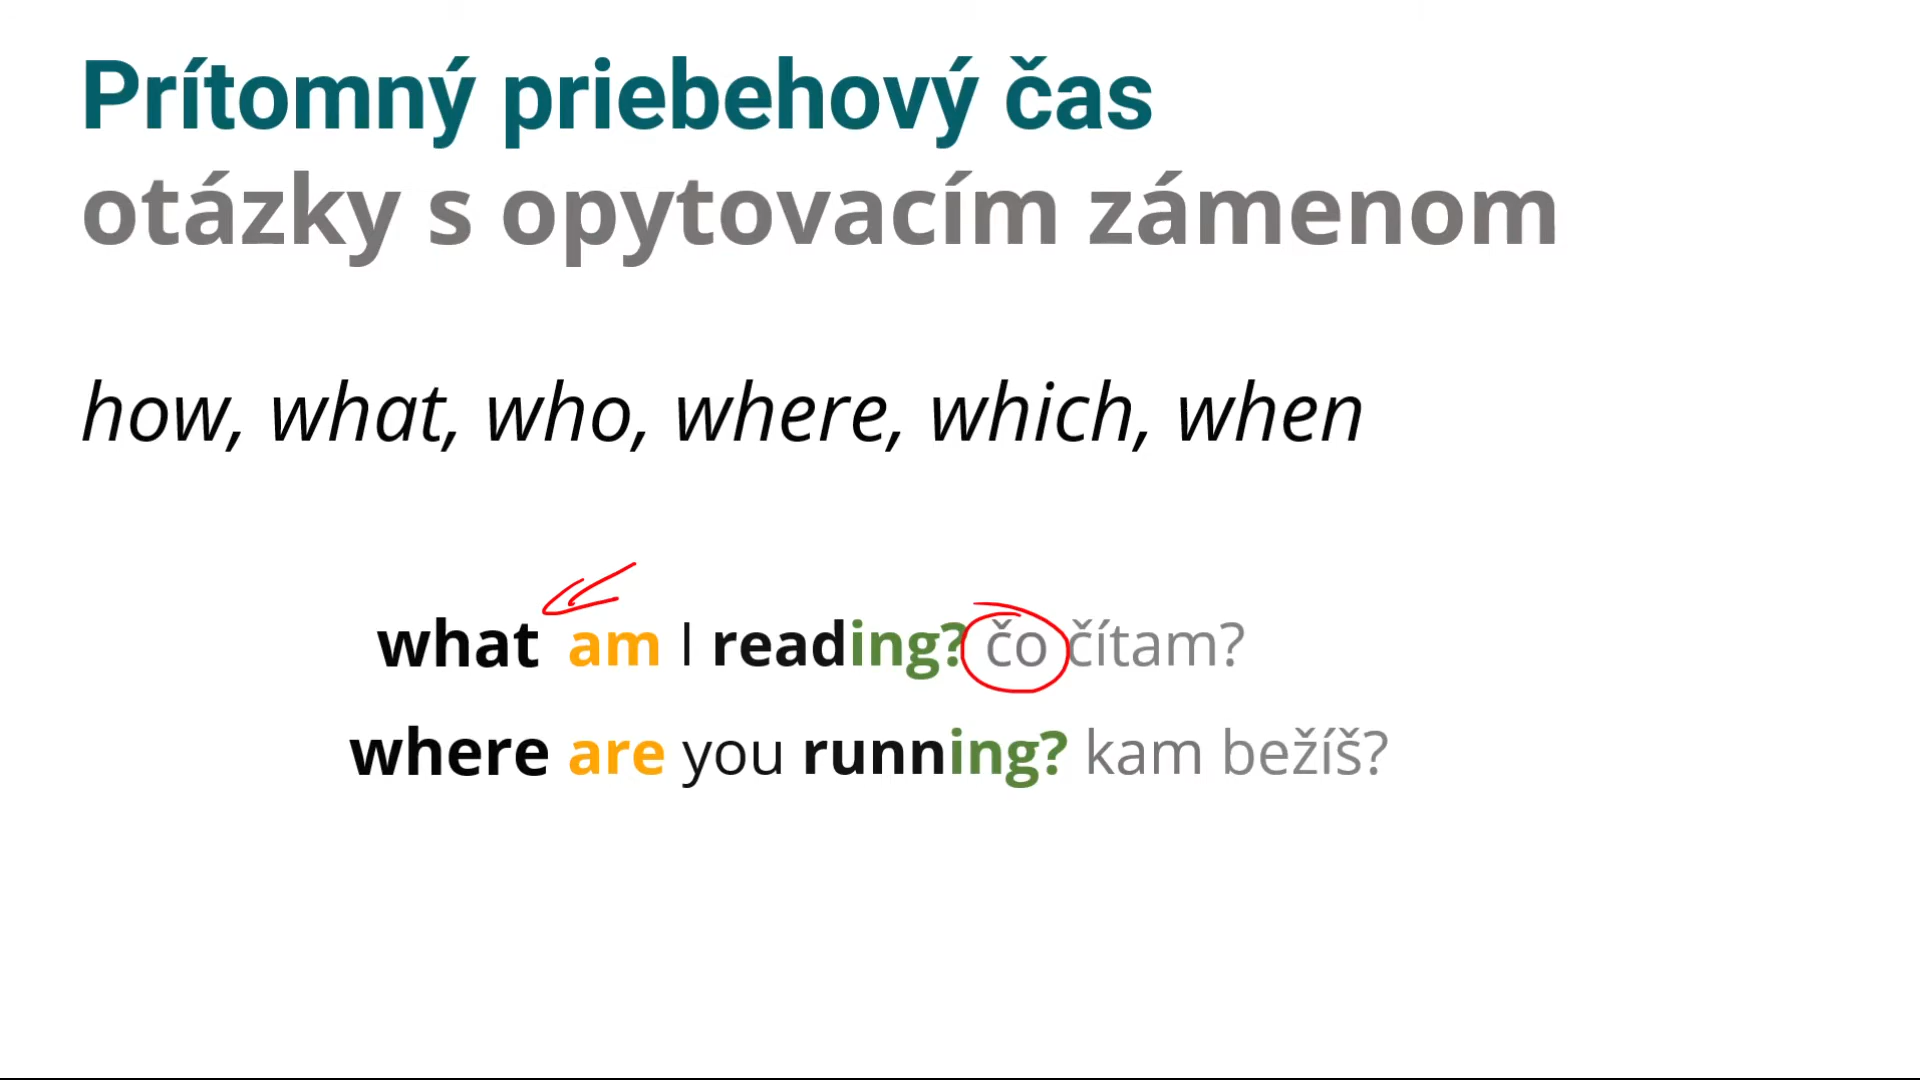 Prítomný priebehový čas
otázky s opytovacím zámenom
how, what, who, where, which, when
what am I reading? čo čítam?
where are you running? kam bežíš?